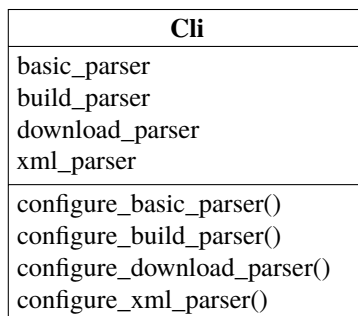 Cli
basic_parser
build_parser
download_parser
xml_parser
configure_basic_parser()
configure_build_parser()
configure_download_parser()
configure_xml_parser()